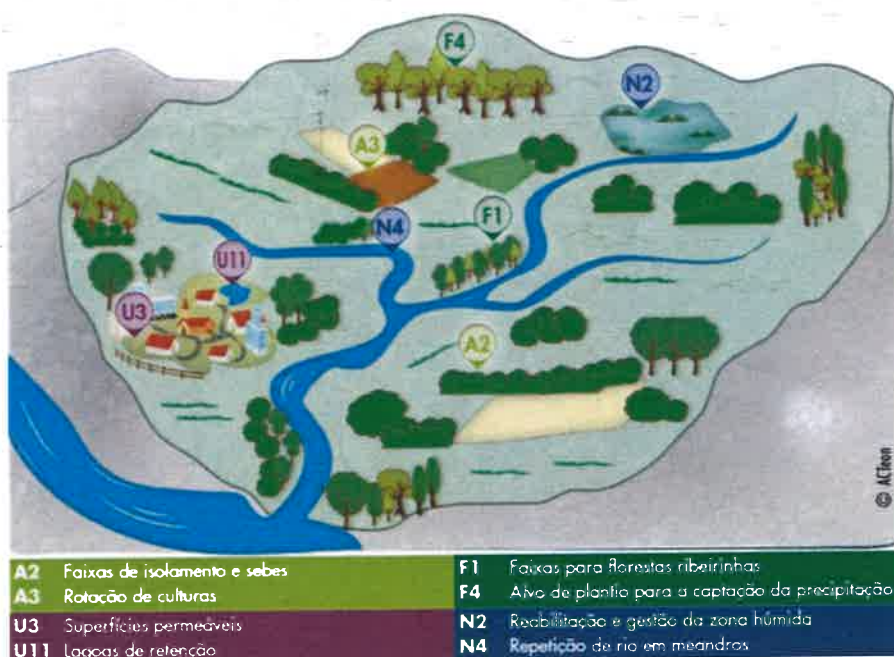 F4
N2
A3
F1
N4
U11
U3
A2
© ACTeon
A2 Faixas de isolamento e sebes
A3 Rotação de culturas
U3 Superfícies permeáveis
U11 Lagoas de retenção
F1 Faixas para florestas ribeirinhas
F4 Alvo de plantio para a captação da precipitação
N2 Reabilitação e gestão da zona húmida
N4 Repetição de rio em meandros